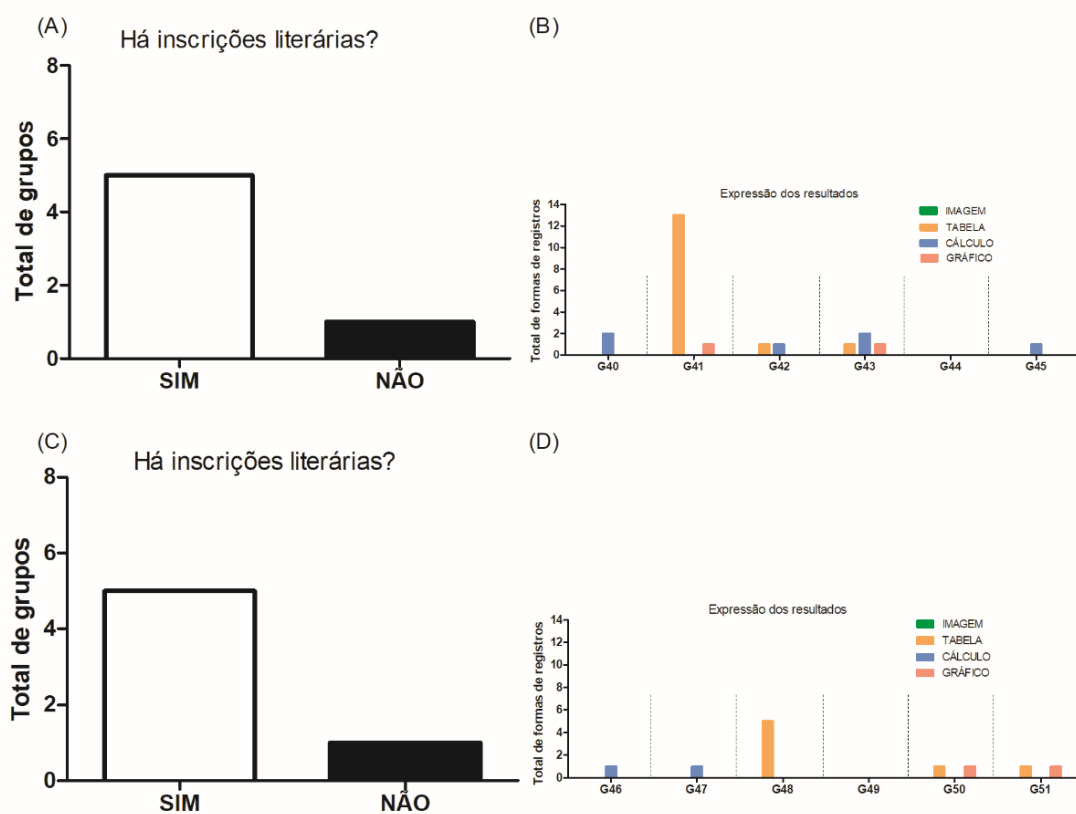 (A)
Há inscrições literárias?
Total de grupos
8
6
4
2
0
SIM NÃO
(B)
Expressão dos resultados
Total de formas de registros
14
12
10
8
6
4
2
0
IMAGEM
TABELA
CÁLCULO
GRÁFICO
G40 G41 G42 G43 G44 G45
(C)
Há inscrições literárias?
Total de grupos
8
6
4
2
0
SIM NÃO
(D)
Expressão dos resultados
Total de formas de registros
14
12
10
8
6
4
2
0
IMAGEM
TABELA
CÁLCULO
GRÁFICO
G46 G47 G48 G49 G50 G51